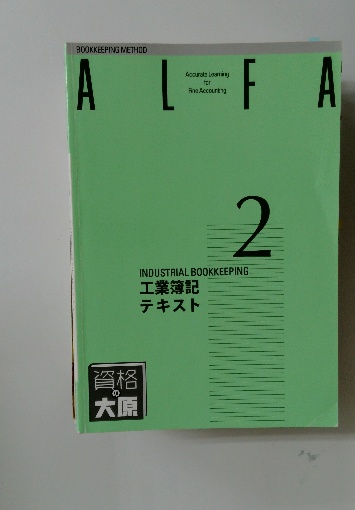 BOOKKEEPING METHOD
ALFA
Accurate Learning
for
Fine Accounting
2
INDUSTRIAL BOOKKEEPING
工業簿記
テキスト
資格
の
大原